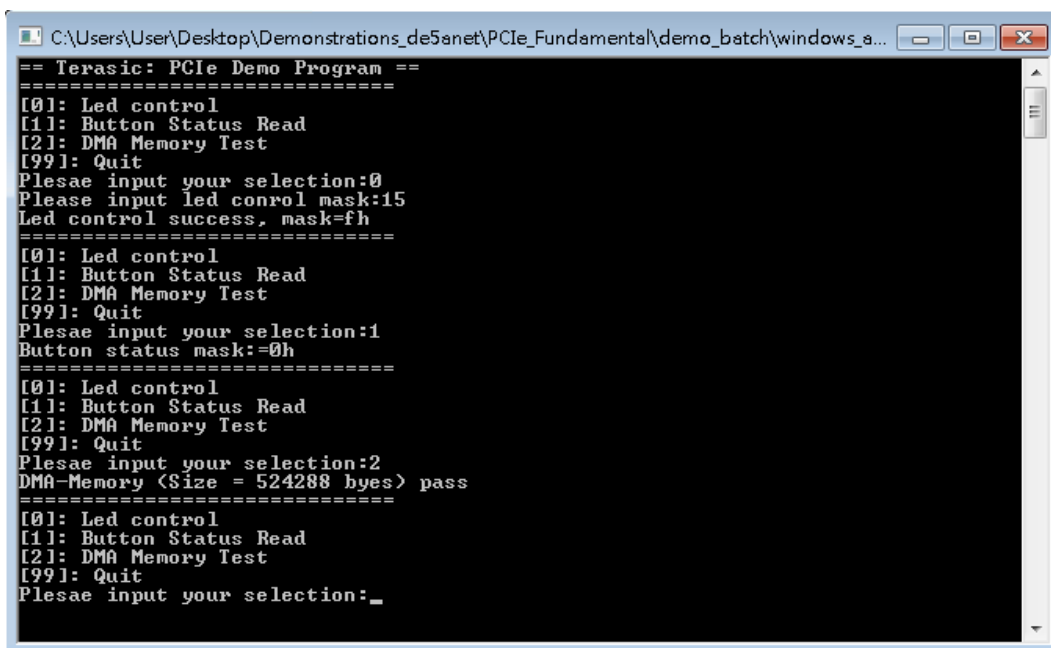 C:\Users\User\Desktop\Demonstrations_de5anet\PCIe_Fundamental\demo_batch\windows_a...
== Terasic: PCIe Demo Program ==
==============================
[0]: Led control
[1]: Button Status Read
[2]: DMA Memory Test
[99]: Quit
Plesae input your selection:0
Please input led conrol mask:15
Led control success, mask=fh
==============================
[0]: Led control
[1]: Button Status Read
[2]: DMA Memory Test
[99]: Quit
Plesae input your selection:1
Button status mask:=0h
==============================
[0]: Led control
[1]: Button Status Read
[2]: DMA Memory Test
[99]: Quit
Plesae input your selection:2
DMA-Memory (Size = 524288 byes) pass
==============================
[0]: Led control
[1]: Button Status Read
[2]: DMA Memory Test
[99]: Quit
Plesae input your selection:_